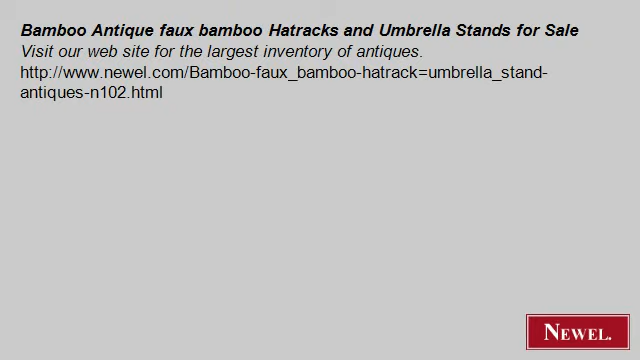 Bamboo Antique faux bamboo Hatracks and Umbrella Stands for Sale
Visit our web site for the largest inventory of antiques.
http://www.newel.com/Bamboo-faux_bamboo-hatrack=umbrella_stand-
antiques-n102.html
NEWEL.